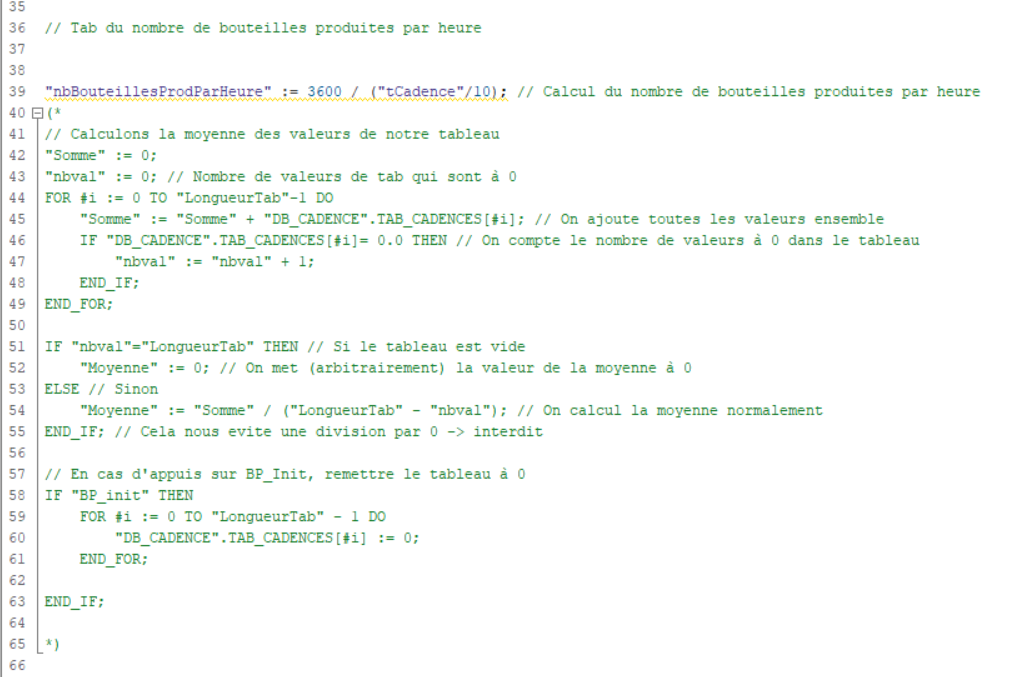 35
36 // Tab du nombre de bouteilles produites par heure
37
38
39 "nbBouteillesProdParHeure" := 3600 / ("tCadence"/10); // Calcul du nombre de bouteilles produites par heure
40 (*
41 // Calculons la moyenne des valeurs de notre tableau
42 "Somme" := 0;
43 "nbval" := 0; // Nombre de valeurs de tab qui sont à 0
44 FOR #i := 0 TO "LongueurTab"-1 DO
45     "Somme" := "Somme" + "DB_CADENCE".TAB_CADENCES[#i]; // On ajoute toutes les valeurs ensemble
46     IF "DB_CADENCE".TAB_CADENCES[#i]= 0.0 THEN // On compte le nombre de valeurs à 0 dans le tableau
47         "nbval" := "nbval" + 1;
48     END_IF;
49 END_FOR;
50
51 IF "nbval"="LongueurTab" THEN // Si le tableau est vide
52     "Moyenne" := 0; // On met (arbitrairement) la valeur de la moyenne à 0
53 ELSE // Sinon
54     "Moyenne" := "Somme" / ("LongueurTab" - "nbval"); // On calcul la moyenne normalement
55 END_IF; // Cela nous evite une division par 0 -> interdit
56
57 // En cas d'appuis sur BP_Init, remettre le tableau à 0
58 IF "BP_init" THEN
59     FOR #i := 0 TO "LongueurTab" - 1 DO
60         "DB_CADENCE".TAB_CADENCES[#i] := 0;
61     END_FOR;
62
63 END_IF;
64
65 *)
66